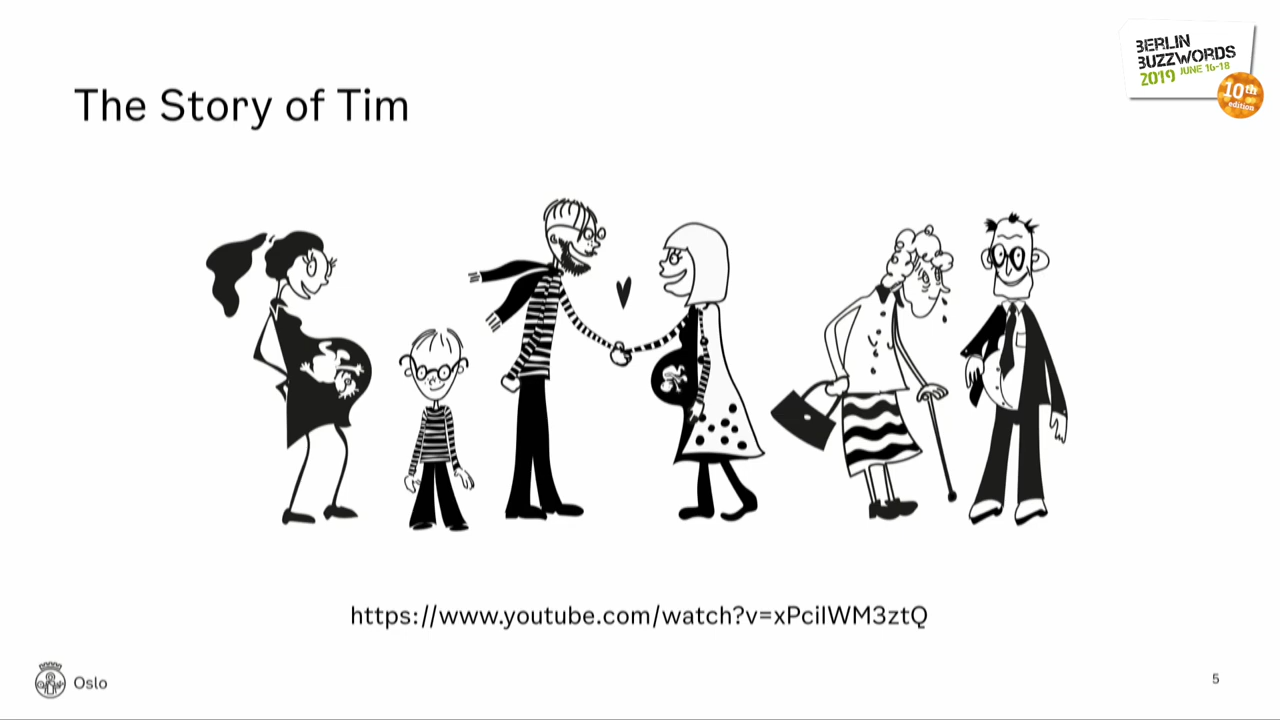 The Story of Tim
BERLIN
BUZZWORDS
2019 JUNE 16-18
10th
edition
https://www.youtube.com/watch?v=xPciIWM3ztQ
Oslo
5